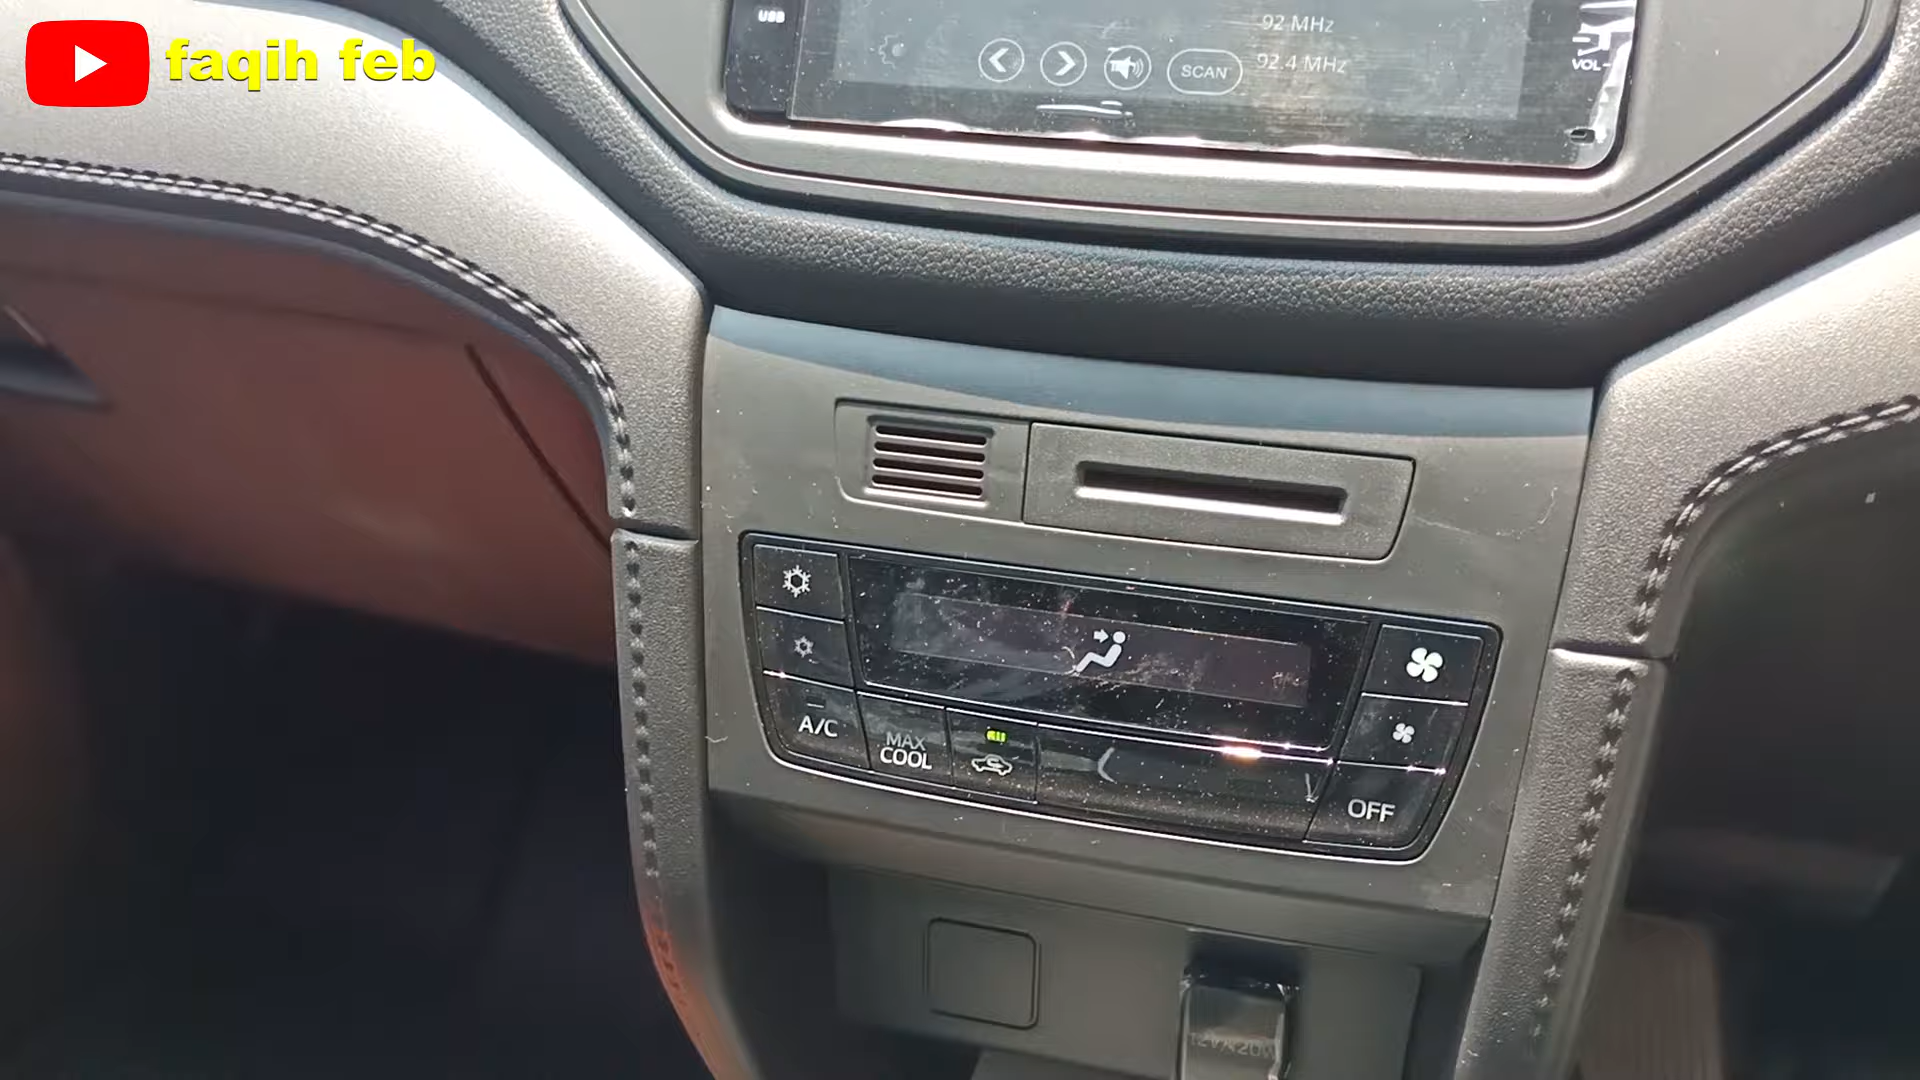 faqih feb
USB
92 MHz
SCAN
92.4 MHz
VOL-
A/C
MAX
COOL
OFF